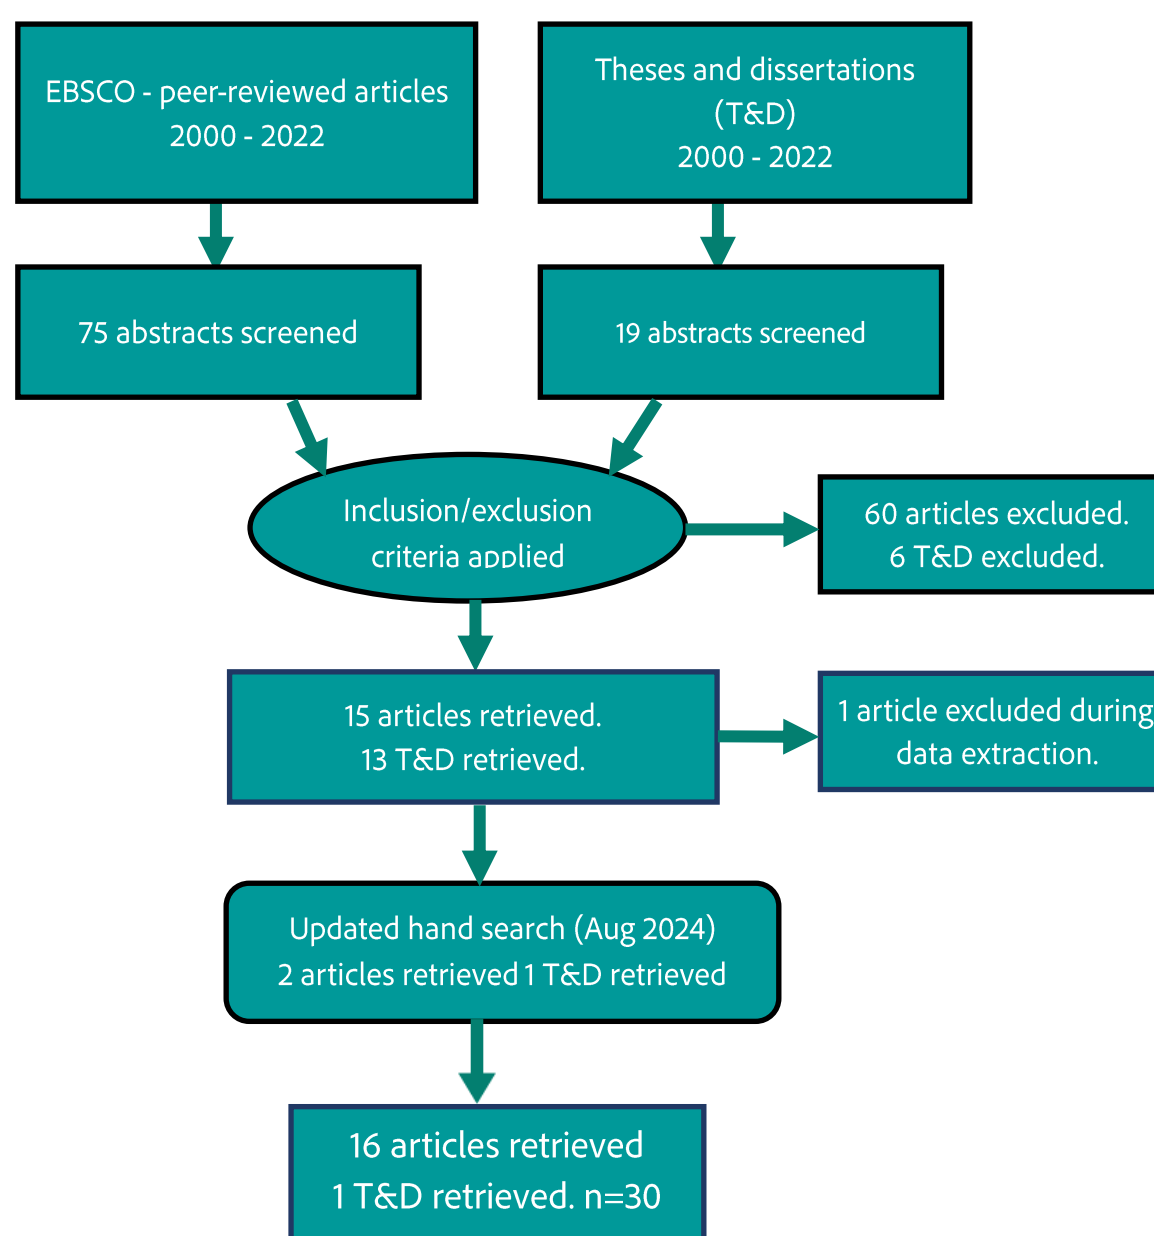 EBSCO - peer-reviewed articles
2000 - 2022
Theses and dissertations
(T&D)
2000 - 2022
75 abstracts screened
19 abstracts screened
Inclusion/exclusion
criteria applied
60 articles excluded.
6 T&D excluded.
15 articles retrieved.
13 T&D retrieved.
1 article excluded during
data extraction.
Updated hand search (Aug 2024)
2 articles retrieved 1 T&D retrieved
16 articles retrieved
1 T&D retrieved. n=30